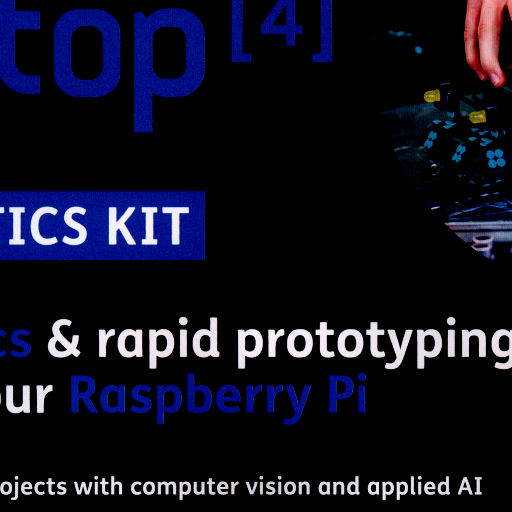 top [4]
TICS KIT
cs & rapid prototyping
our Raspberry Pi
ojects with computer vision and applied AI